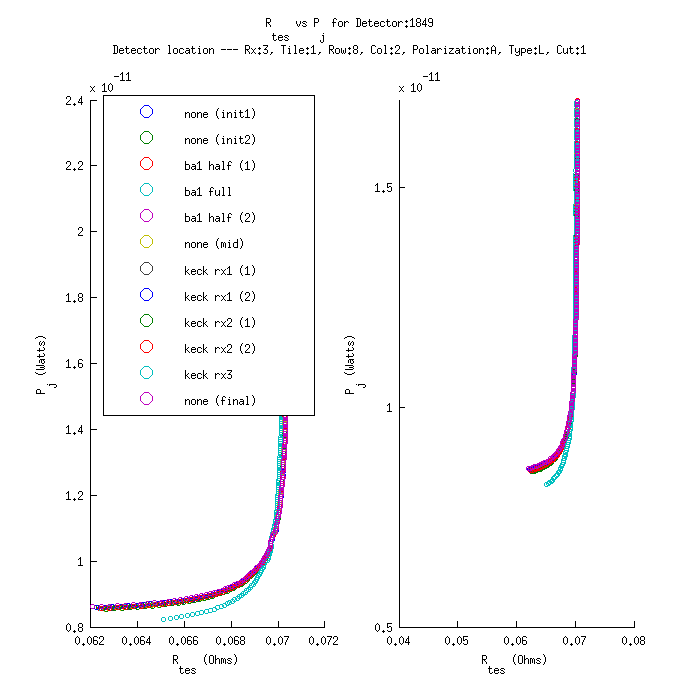 R    vs P  for Detector:1849
tes      j
Detector location --- Rx:3, Tile:1, Row:8, Col:2, Polarization:A, Type:L, Cut:1
x 10^-11
2.4
2.2
2
1.8
1.6
1.4
1.2
1
0.8
P_j (Watts)
none (init1)
none (init2)
ba1 half (1)
ba1 full
ba1 half (2)
none (mid)
keck rx1 (1)
keck rx1 (2)
keck rx2 (1)
keck rx2 (2)
keck rx3
none (final)
0.062 0.064 0.066 0.068 0.07 0.072
R_tes (Ohms)
x 10^-11
1.5
1
0.5
P_j (Watts)
0.04 0.05 0.06 0.07 0.08
R_tes (Ohms)